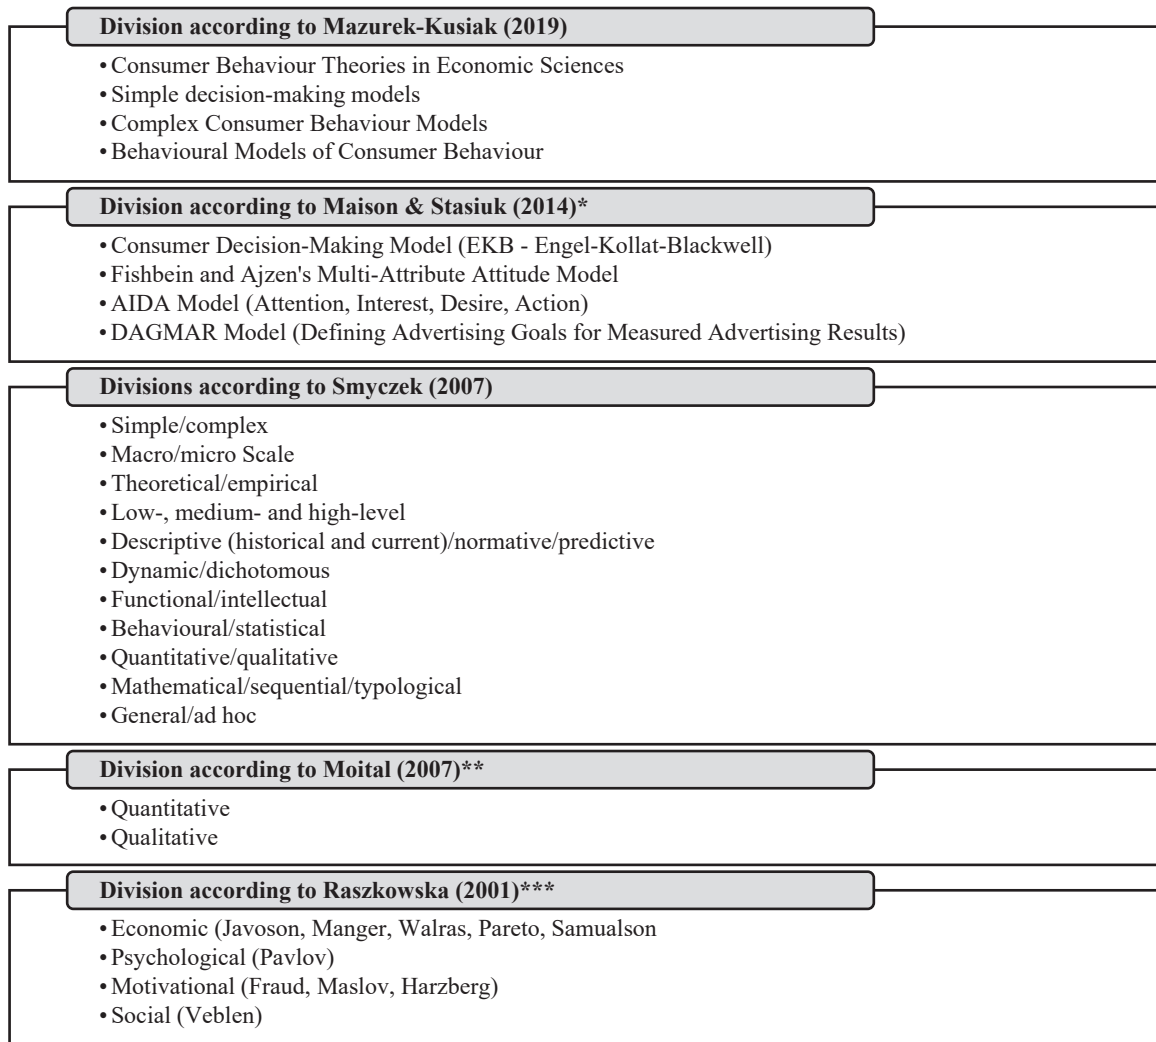 Division according to Mazurek-Kusiak (2019)
• Consumer Behaviour Theories in Economic Sciences
• Simple decision-making models
• Complex Consumer Behaviour Models
• Behavioural Models of Consumer Behaviour
Division according to Maison & Stasiuk (2014)*
• Consumer Decision-Making Model (EKB - Engel-Kollat-Blackwell)
• Fishbein and Ajzen's Multi-Attribute Attitude Model
• AIDA Model (Attention, Interest, Desire, Action)
• DAGMAR Model (Defining Advertising Goals for Measured Advertising Results)
Divisions according to Smyczek (2007)
• Simple/complex
• Macro/micro Scale
• Theoretical/empirical
• Low-, medium- and high-level
• Descriptive (historical and current)/normative/predictive
• Dynamic/dichotomous
• Functional/intellectual
• Behavioural/statistical
• Quantitative/qualitative
• Mathematical/sequential/typological
• General/ad hoc
Division according to Moital (2007)**
• Quantitative
• Qualitative
Division according to Raszkowska (2001)***
• Economic (Javoson, Manger, Walras, Pareto, Samualson
• Psychological (Pavlov)
• Motivational (Fraud, Maslov, Harzberg)
• Social (Veblen)